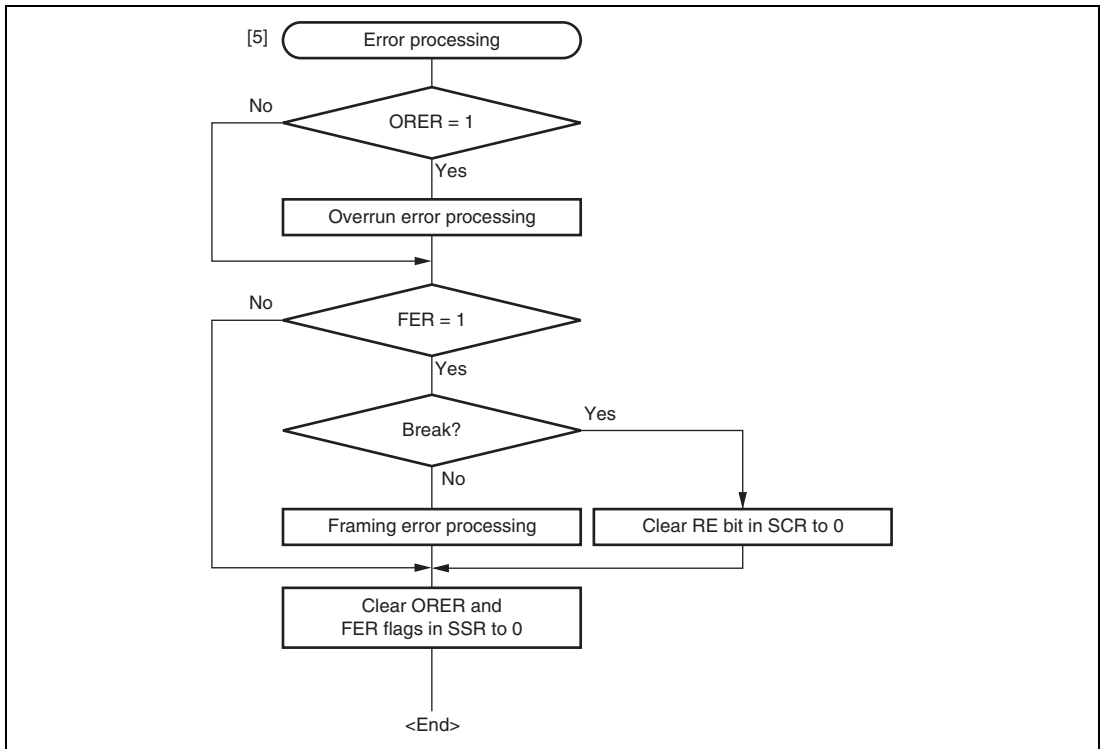 [5] Error processing
No
ORER = 1
Yes
Overrun error processing
No
FER = 1
Yes
Break?
Yes
No
Framing error processing
Clear RE bit in SCR to 0
Clear ORER and
FER flags in SSR to 0
<End>